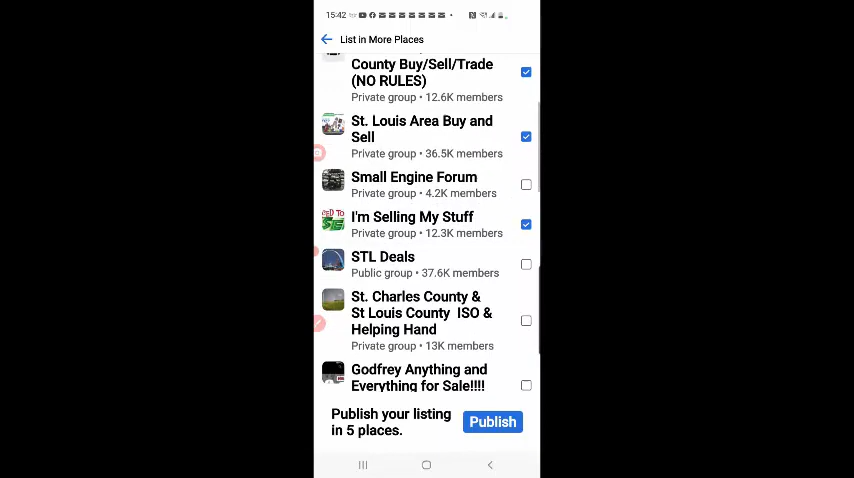 15:42
List in More Places
County Buy/Sell/Trade
(NO RULES)
Private group • 12.6K members
St. Louis Area Buy and
Sell
Private group • 36.5K members
Small Engine Forum
Private group • 4.2K members
I'm Selling My Stuff
Private group • 12.3K members
STL Deals
Public group • 37.6K members
St. Charles County &
St Louis County ISO &
Helping Hand
Private group • 13K members
Godfrey Anything and
Everything for Sale!!!!
Publish your listing
in 5 places.
Publish